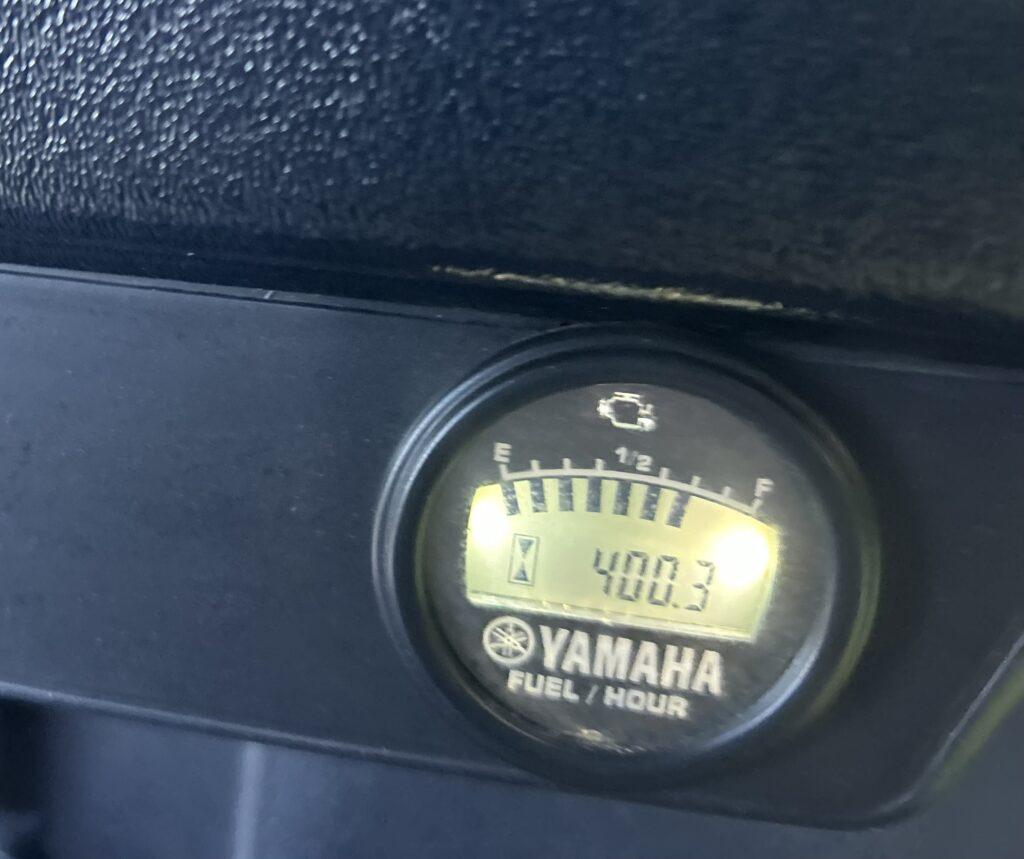 E 1/2 F
400.3
YAMAHA
FUEL / HOUR